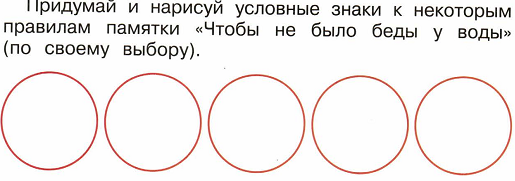 Придумай и нарисуй условные знаки к некоторым
правилам памятки «Чтобы не было беды у воды»
(по своему выбору).